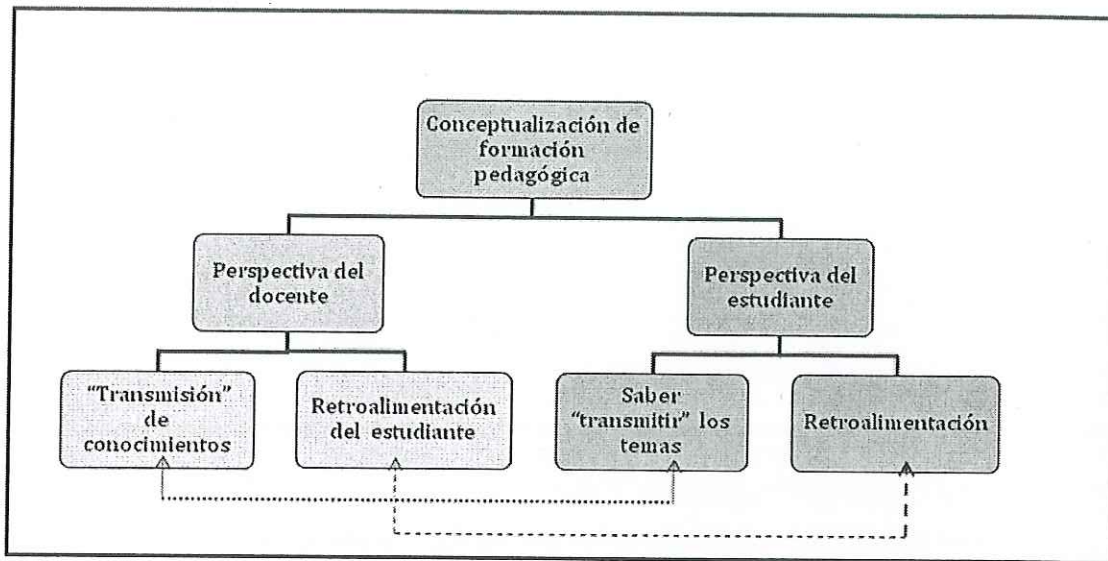 Conceptualización de
formación
pedagógica
Perspectiva del
docente
Perspectiva del
estudiante
"Transmisión"
de
conocimientos
Retroalimentación
del estudiante
Saber
"transmitir" los
temas
Retroalimentación